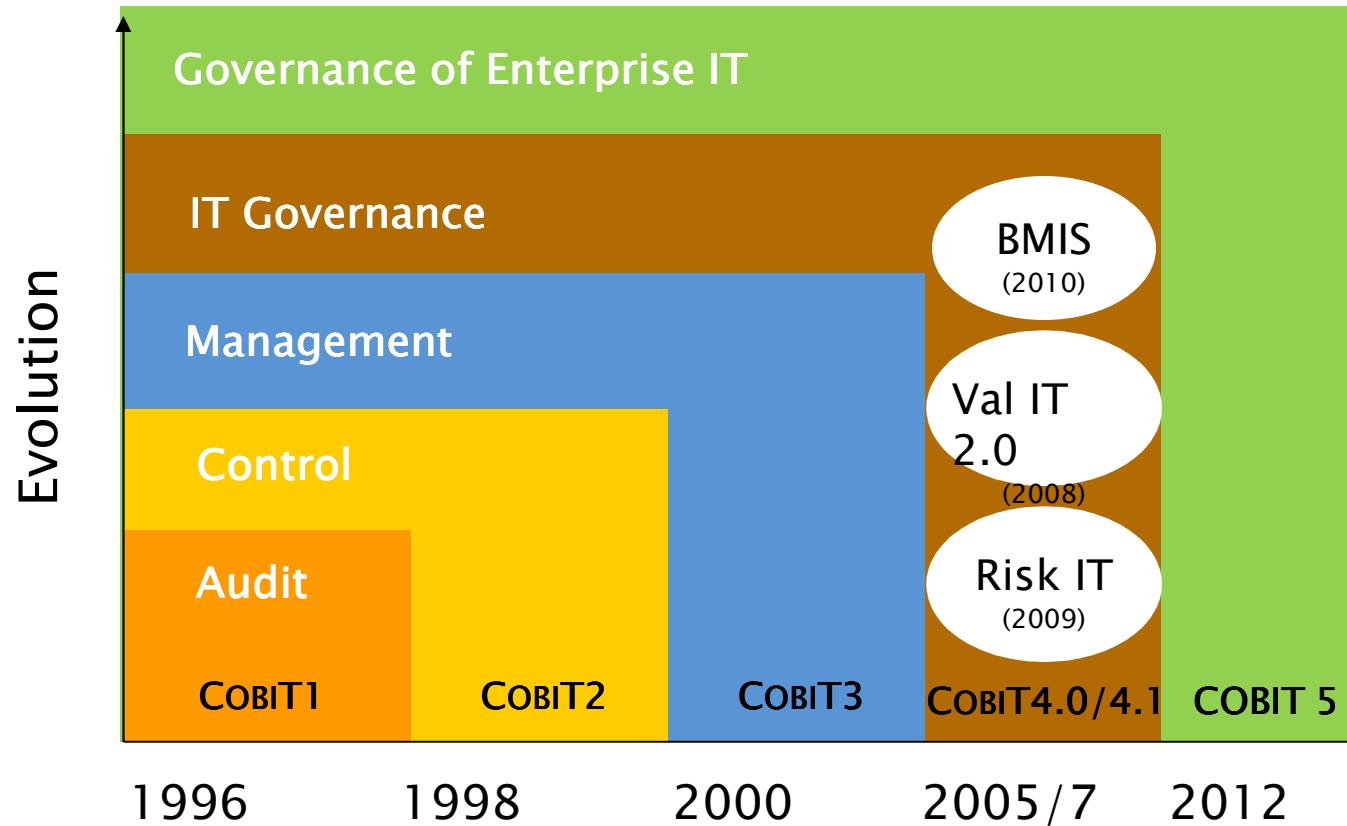 Governance of Enterprise IT
IT Governance
BMIS
(2010)
Evolution
Management
Val IT
2.0
(2008)
Control
Risk IT
(2009)
Audit
COBIT1
COBIT2
COBIT3
COBIT4.0/4.1
COBIT 5
1996
1998
2000
2005/7
2012